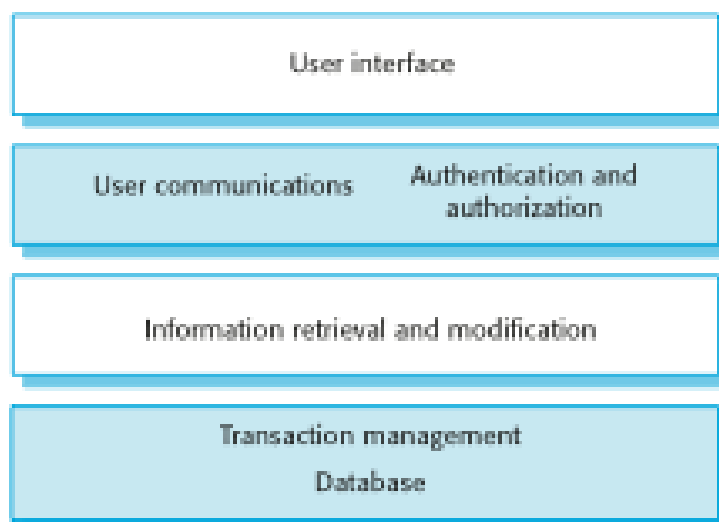 User interface
User communications
Authentication and
authorization
Information retrieval and modification
Transaction management
Database